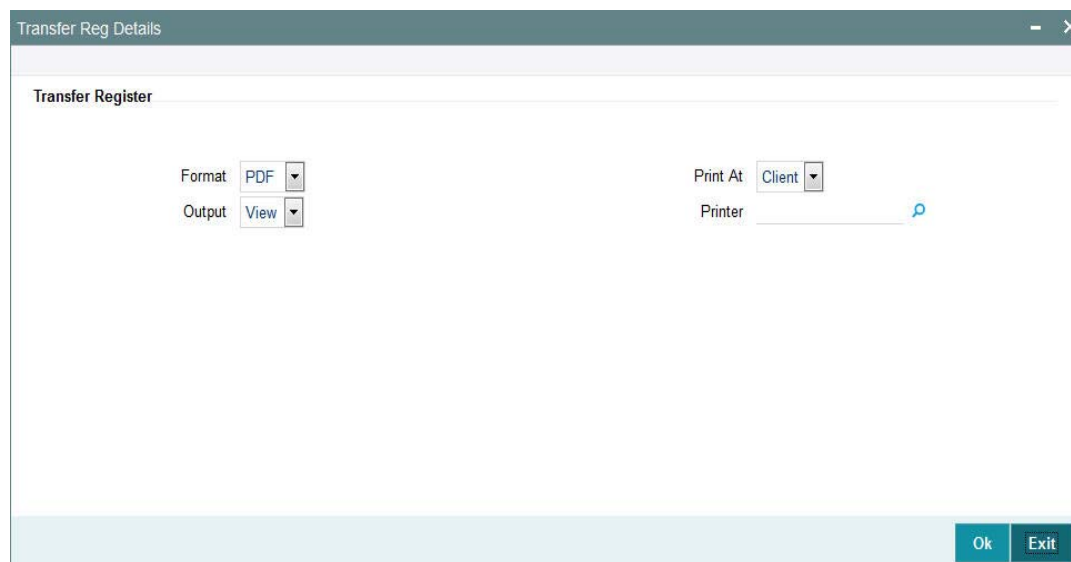 Transfer Reg Details
Transfer Register
Format PDF Print At Client
Output View Printer
Ok Exit